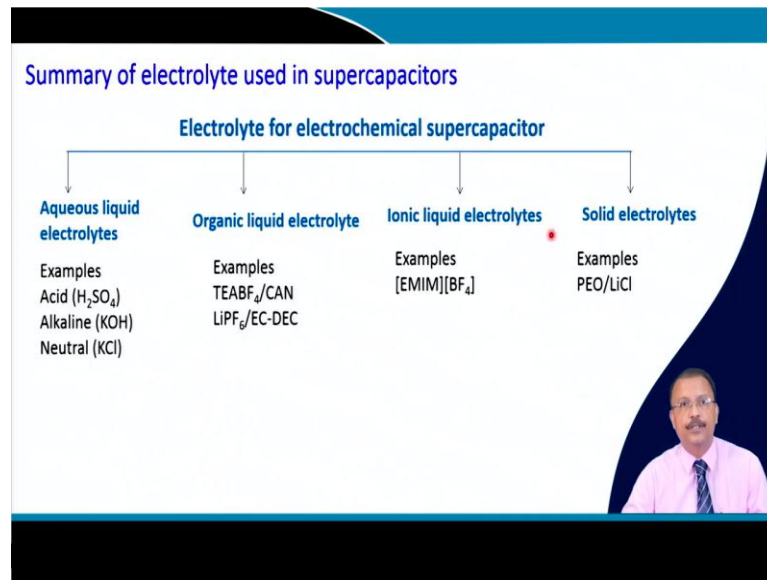 Summary of electrolyte used in supercapacitors
Electrolyte for electrochemical supercapacitor
Aqueous liquid
electrolytes
Examples
Acid (H₂SO₄)
Alkaline (KOH)
Neutral (KCl)
Organic liquid electrolyte
Examples
TEABF₄/CAN
LiPF₆/EC-DEC
Ionic liquid electrolytes
Examples
[EMIM][BF₄]
Solid electrolytes
Examples
PEO/LiCl